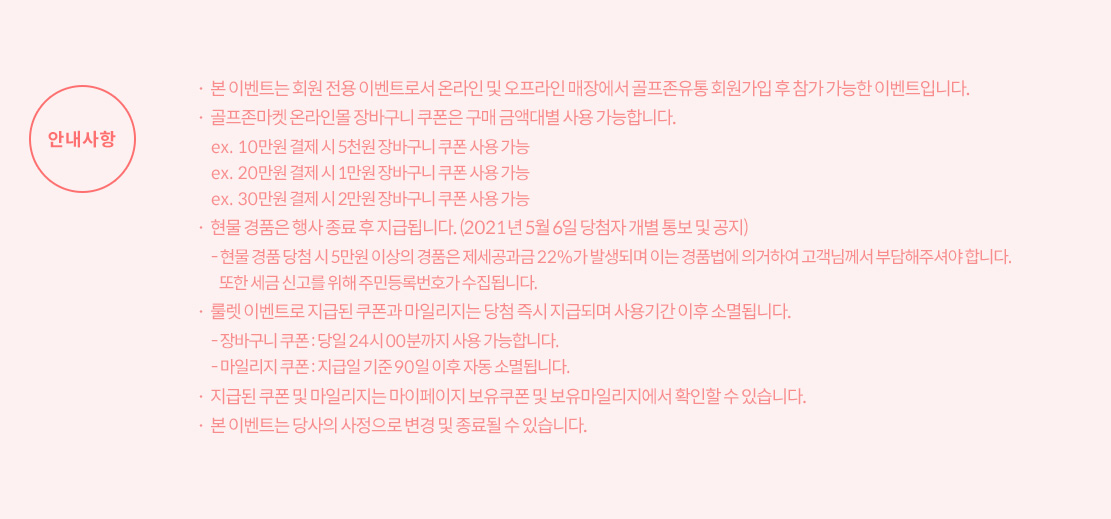 안내사항
· 본 이벤트는 회원 전용 이벤트로서 온라인 및 오프라인 매장에서 골프존유통 회원가입 후 참가 가능한 이벤트입니다.
· 골프존마켓 온라인몰 장바구니 쿠폰은 구매 금액대별 사용 가능합니다.
ex. 10만원 결제 시 5천원 장바구니 쿠폰 사용 가능
ex. 20만원 결제 시 1만원 장바구니 쿠폰 사용 가능
ex. 30만원 결제 시 2만원 장바구니 쿠폰 사용 가능
· 현물 경품은 행사 종료 후 지급됩니다. (2021년 5월 6일 당첨자 개별 통보 및 공지)
- 현물 경품 당첨 시 5만원 이상의 경품은 제세공과금 22%가 발생되며 이는 경품법에 의거하여 고객님께서 부담해주셔야 합니다.
또한 세금 신고를 위해 주민등록번호가 수집됩니다.
· 룰렛 이벤트로 지급된 쿠폰과 마일리지는 당첨 즉시 지급되며 사용기간 이후 소멸됩니다.
- 장바구니 쿠폰 : 당일 24시 00분까지 사용 가능합니다.
- 마일리지 쿠폰 : 지급일 기준 90일 이후 자동 소멸됩니다.
· 지급된 쿠폰 및 마일리지는 마이페이지 보유쿠폰 및 보유마일리지에서 확인할 수 있습니다.
· 본 이벤트는 당사의 사정으로 변경 및 종료될 수 있습니다.